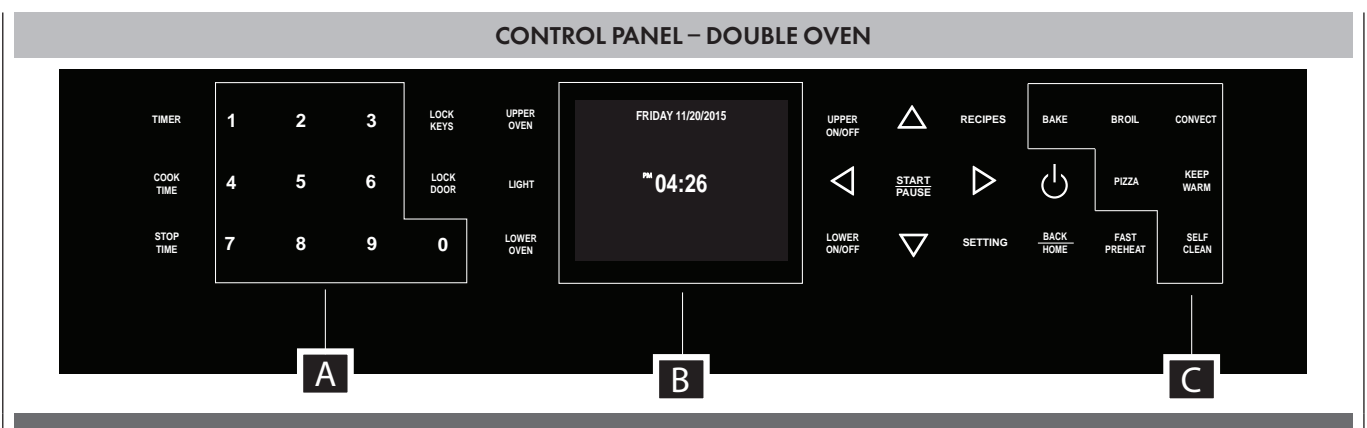 CONTROL PANEL – DOUBLE OVEN
TIMER
1
2
3
LOCK
KEYS
UPPER
OVEN
FRIDAY 11/20/2015
UPPER
ON/OFF
RECIPES
BAKE
BROIL
CONVECT
COOK
TIME
4
5
6
LOCK
DOOR
LIGHT
PM 04:26
START
PAUSE
PIZZA
KEEP
WARM
STOP
TIME
7
8
9
0
LOWER
OVEN
LOWER
ON/OFF
SETTING
BACK
HOME
FAST
PREHEAT
SELF
CLEAN
A
B
C